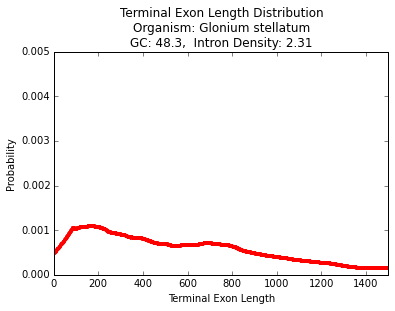 Terminal Exon Length Distribution
Organism: Glonium stellatum
GC: 48.3,  Intron Density: 2.31
0.005
0.004
0.003
0.002
0.001
0.000
Probability
0 200 400 600 800 1000 1200 1400
Terminal Exon Length